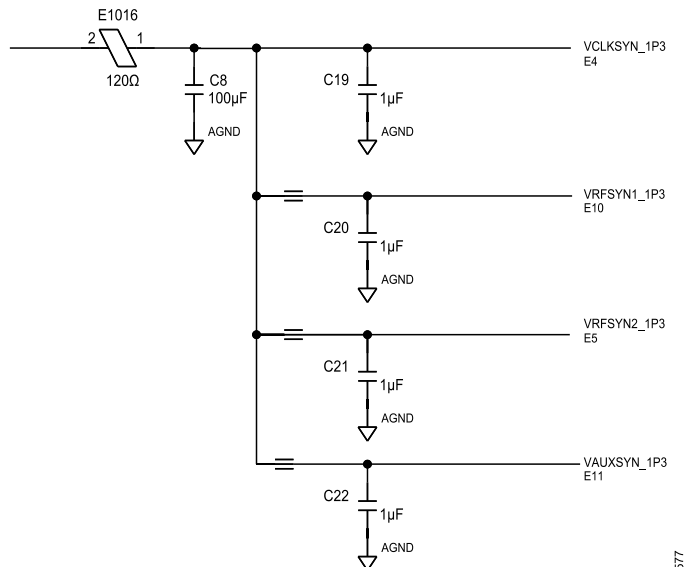 E1016
2 1
120Ω
C8
100µF
AGND
C19
1µF
AGND
VCLKSYN_1P3
E4
VRFSYN1_1P3
E10
C20
1µF
AGND
VRFSYN2_1P3
E5
C21
1µF
AGND
VAUXSYN_1P3
E11
C22
1µF
AGND
577